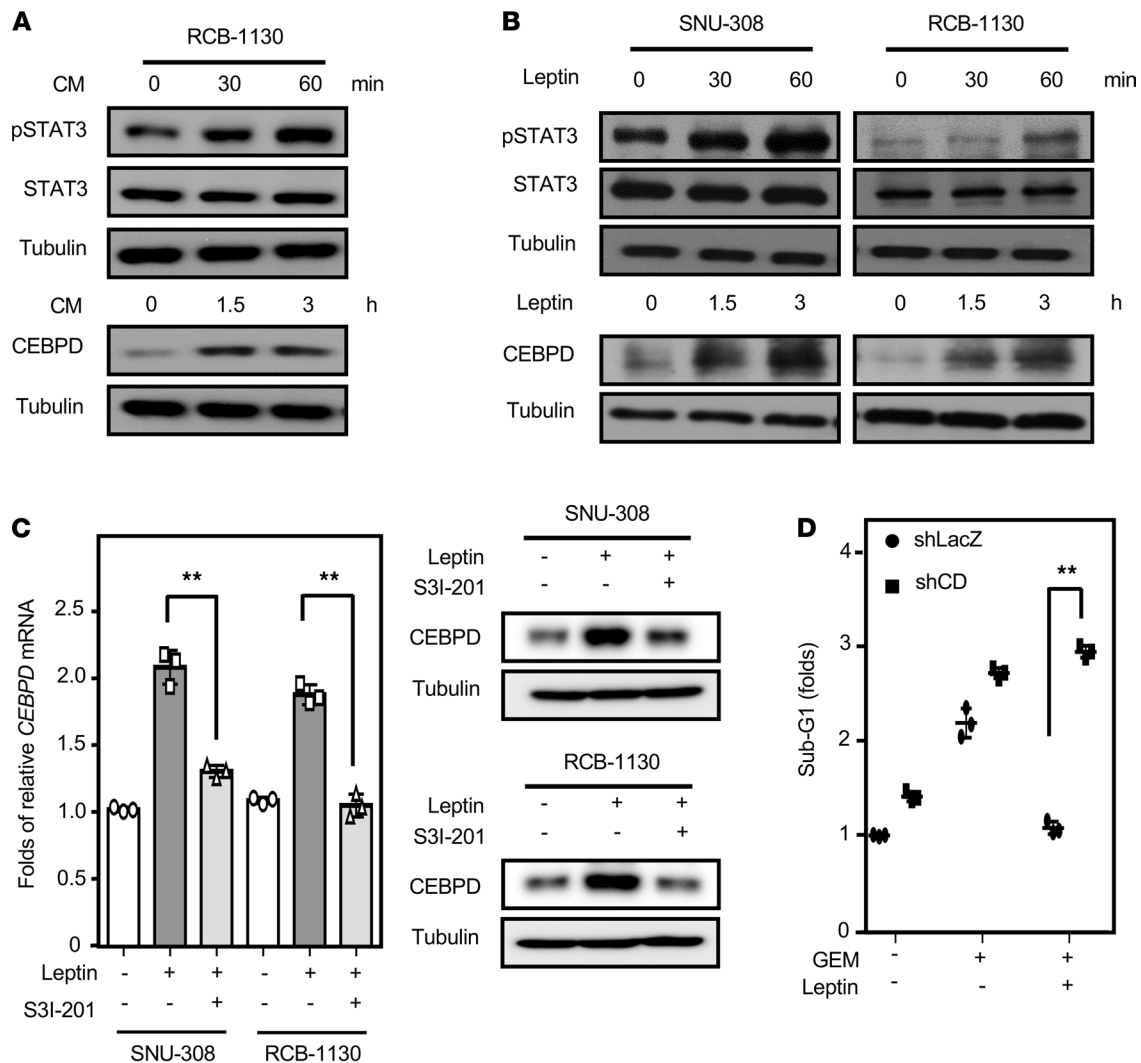 A
RCB-1130
CM 0 30 60 min
pSTAT3
STAT3
Tubulin
CM 0 1.5 3 h
CEBPD
Tubulin
B
SNU-308 RCB-1130
Leptin 0 30 60 0 30 60 min
pSTAT3
STAT3
Tubulin
Leptin 0 1.5 3 0 1.5 3 h
CEBPD
Tubulin
C
Folds of relative CEBPD mRNA
2.5
2.0
1.5
1.0
0.5
0
** **
Leptin - + + - + +
S3I-201 - - + - - +
SNU-308 RCB-1130
SNU-308
Leptin - + +
S3I-201 - - +
CEBPD
Tubulin
RCB-1130
Leptin - + +
S3I-201 - - +
CEBPD
Tubulin
D
shLacZ
shCD
**
Sub-G1 (folds)
4
3
2
1
0
GEM - + +
Leptin - - +